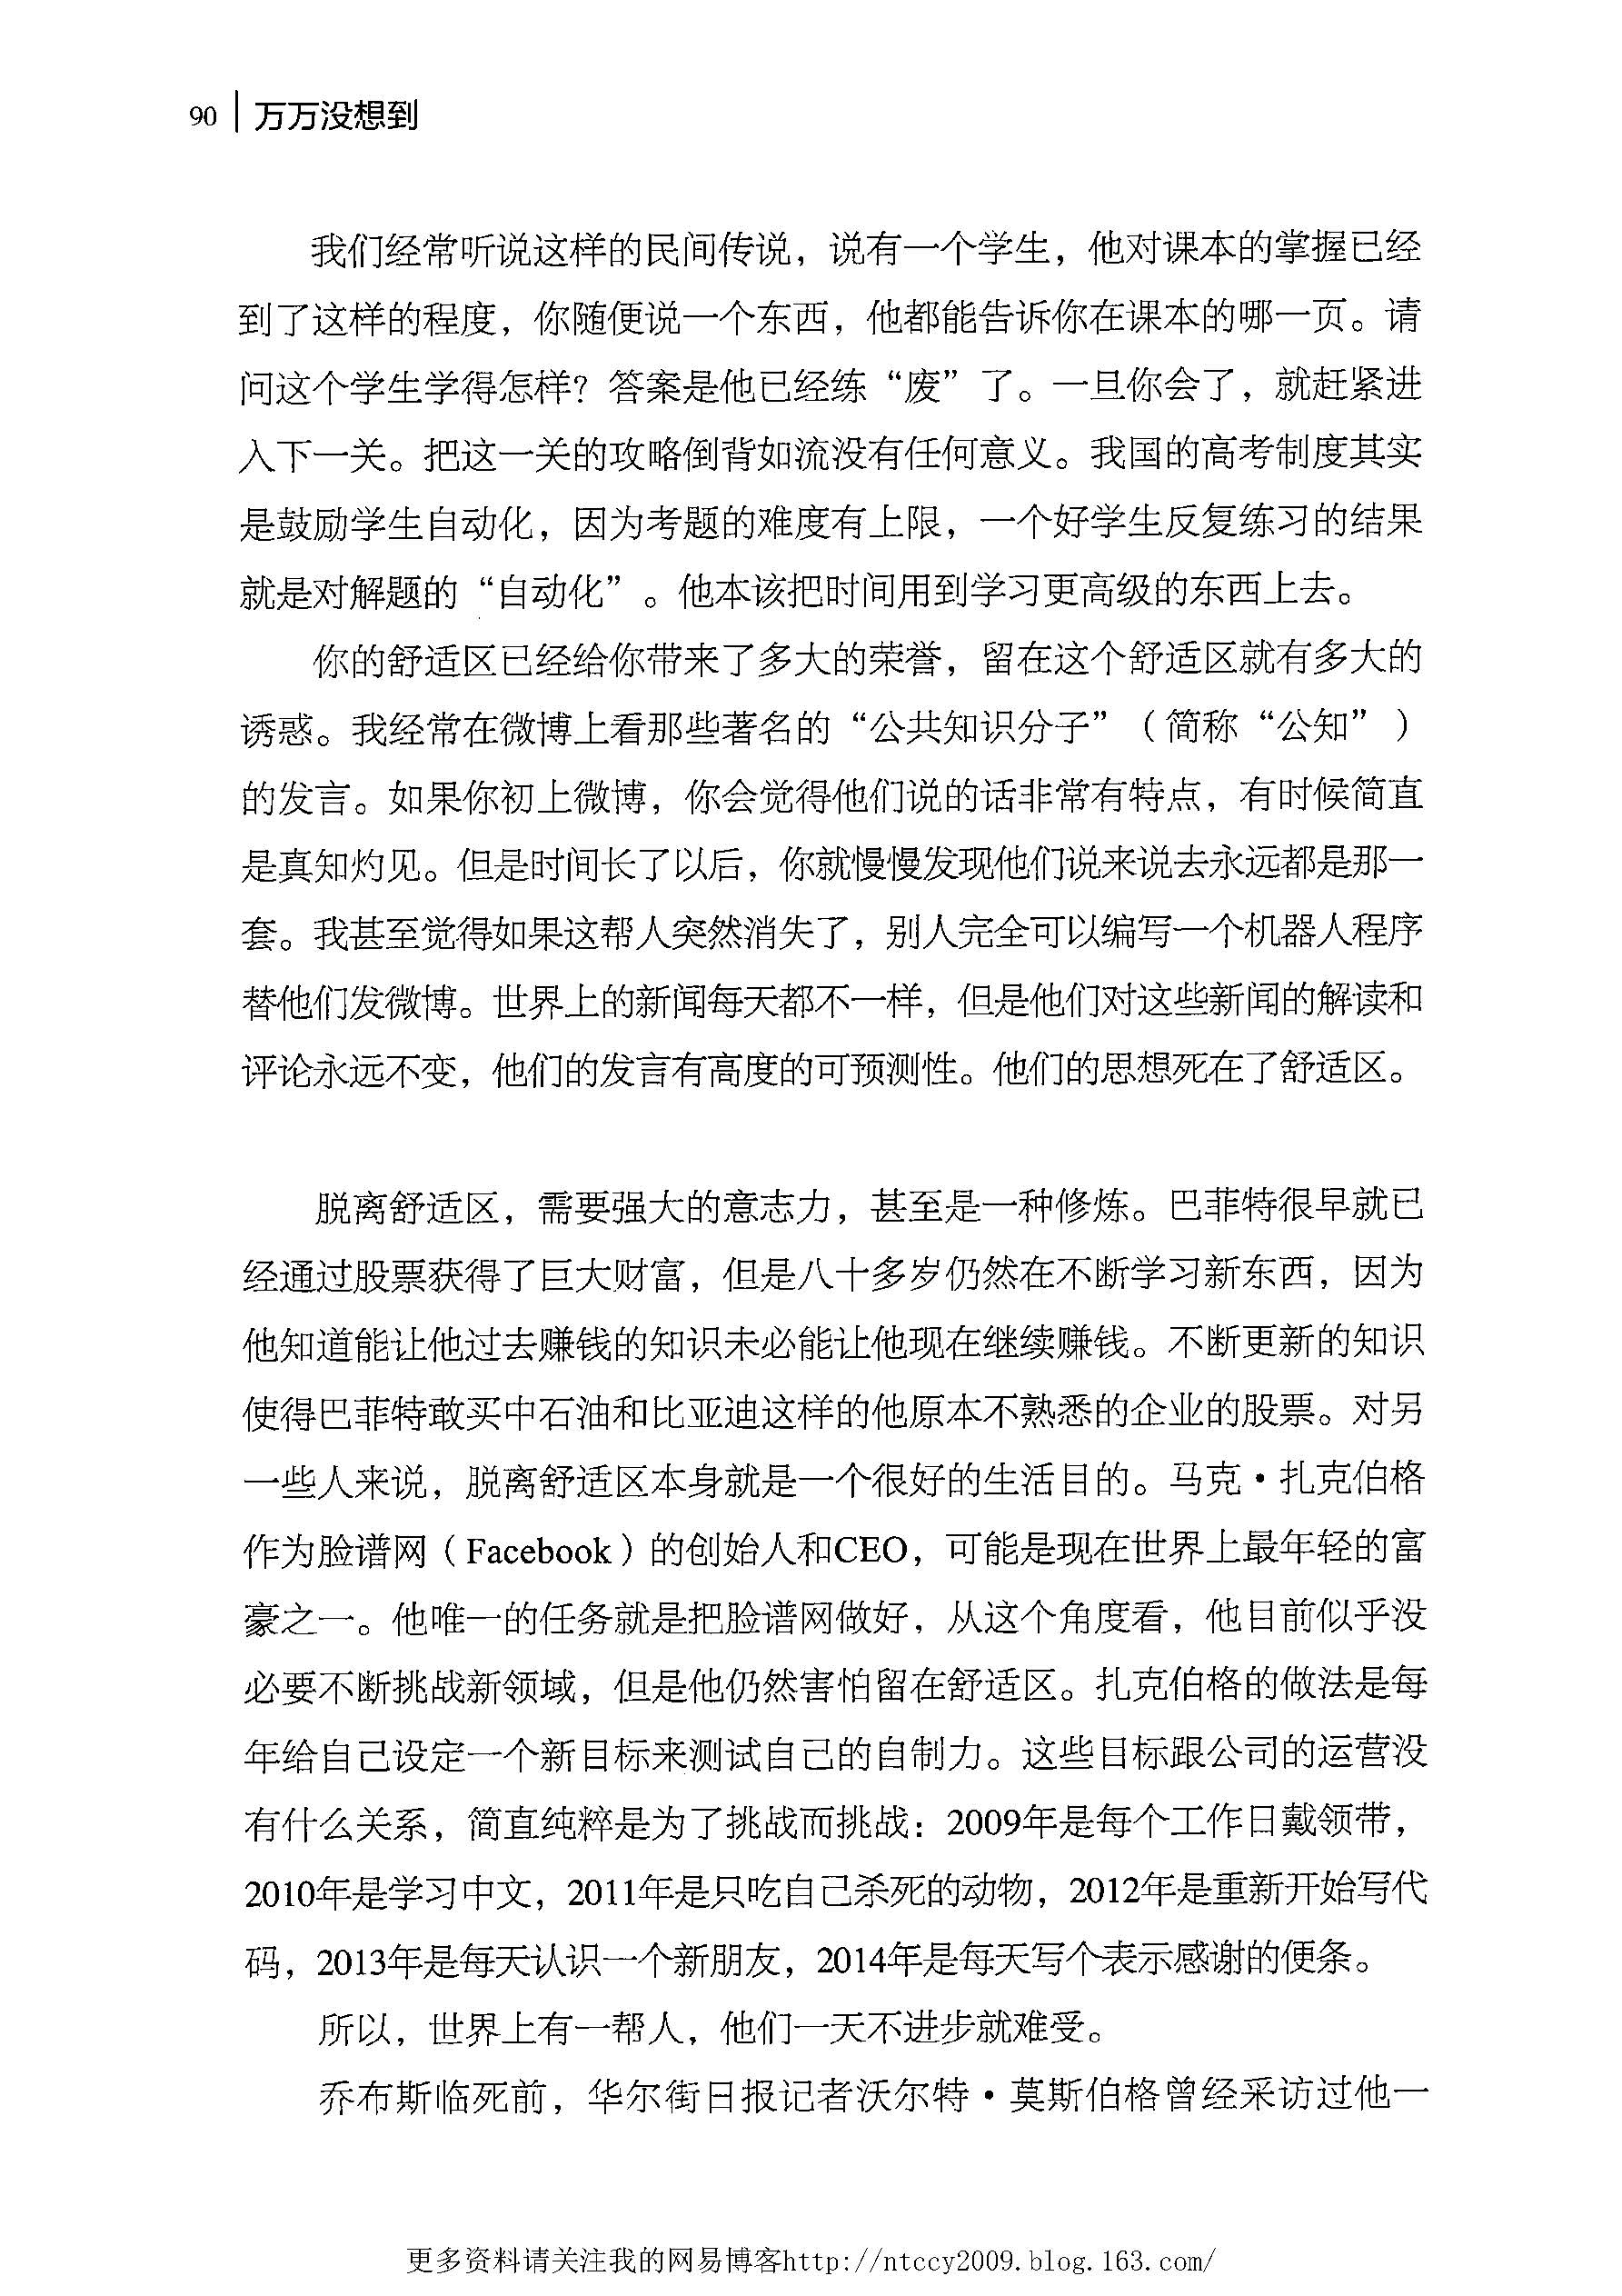 90 万万没想到
我们经常听说这样的民间传说，说有一个学生，他对课本的掌握已经
到了这样的程度，你随便说一个东西，他都能告诉你在课本的哪一页。请
问这个学生学得怎样？答案是他已经练“废”了。一旦你会了，就赶紧进
入下一关。把这一关的攻略倒背如流没有任何意义。我国的高考制度其实
是鼓励学生自动化，因为考题的难度有上限，一个好学生反复练习的结果
就是对解题的“自动化”。他本该把时间用到学习更高级的东西上去。
你的舒适区已经给你带来了多大的荣誉，留在这个舒适区就有多大的
诱惑。我经常在微博上看那些著名的“公共知识分子”（简称“公知”）
的发言。如果你初上微博，你会觉得他们说的话非常有特点，有时候简直
是真知灼见。但是时间长了以后，你就慢慢发现他们说来说去永远都是那一
套。我甚至觉得如果这帮人突然消失了，别人完全可以编写一个机器人程序
替他们发微博。世界上的新闻每天都不一样，但是他们对这些新闻的解读和
评论永远不变，他们的发言有高度的可预测性。他们的思想死在了舒适区。
脱离舒适区，需要强大的意志力，甚至是一种修炼。巴菲特很早就已
经通过股票获得了巨大财富，但是八十多岁仍然在不断学习新东西，因为
他知道能让他过去赚钱的知识未必能让他现在继续赚钱。不断更新的知识
使得巴菲特敢买中石油和比亚迪这样的他原本不熟悉的企业的股票。对另
一些人来说，脱离舒适区本身就是一个很好的生活目的。马克·扎克伯格
作为脸谱网（Facebook）的创始人和CEO，可能是现在世界上最年轻的富
豪之一。他唯一的任务就是把脸谱网做好，从这个角度看，他目前似乎没
必要不断挑战新领域，但是他仍然害怕留在舒适区。扎克伯格的做法是每
年给自己设定一个新目标来测试自己的自制力。这些目标跟公司的运营没
有什么关系，简直纯粹是为了挑战而挑战：2009年是每个工作日戴领带，
2010年是学习中文，2011年是只吃自己杀死的动物，2012年是重新开始写代
码，2013年是每天认识一个新朋友，2014年是每天写个表示感谢的便条。
所以，世界上有一帮人，他们一天不进步就难受。
乔布斯临死前，华尔街日报记者沃尔特·莫斯伯格曾经采访过他一
更多资料请关注我的网易博客http://ntccy2009.blog.163.com/